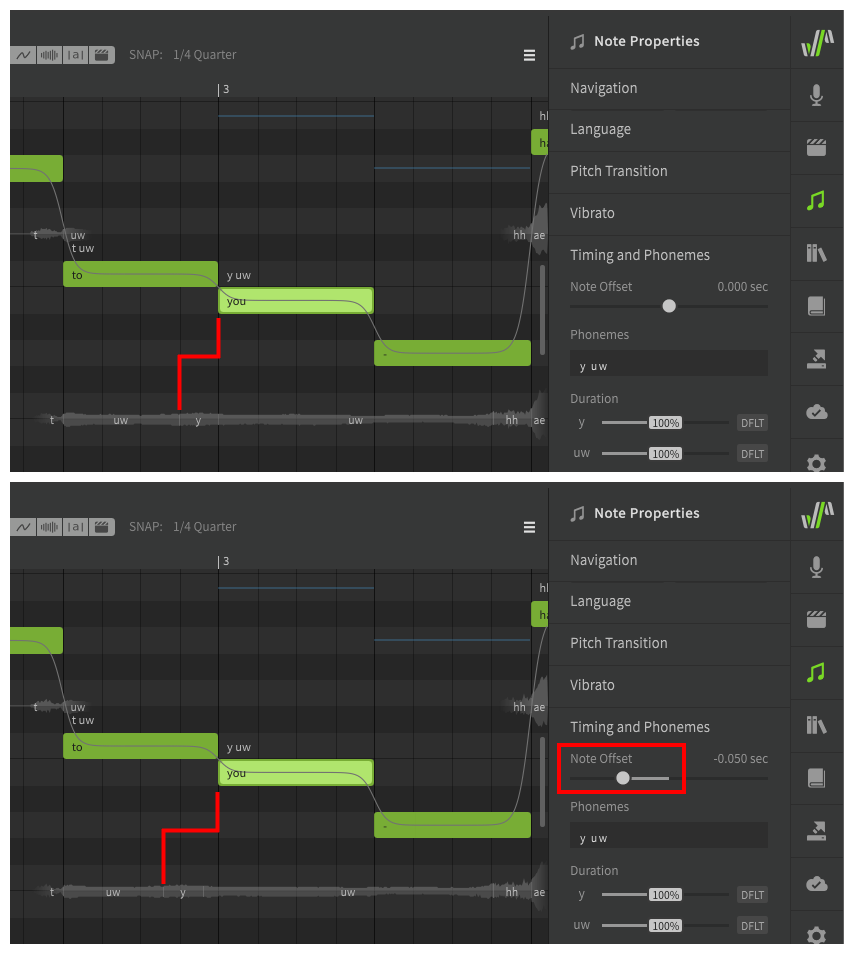 |a| SNAP: 1/4 Quarter
Note Properties
3
Navigation
Language
Pitch Transition
Vibrato
Timing and Phonemes
Note Offset 0.000 sec
Phonemes
y uw
Duration
y 100% DFLT
uw 100% DFLT
hh
ha
t uw
t uw
hh ae
to
y uw
you
-
t uw y uw hh ae
|a| SNAP: 1/4 Quarter
Note Properties
3
Navigation
Language
Pitch Transition
Vibrato
Timing and Phonemes
Note Offset -0.050 sec
Phonemes
y uw
Duration
y 100% DFLT
uw 100% DFLT
t uw
t uw
hh ae
to
y uw
you
-
t uw y uw hh ae